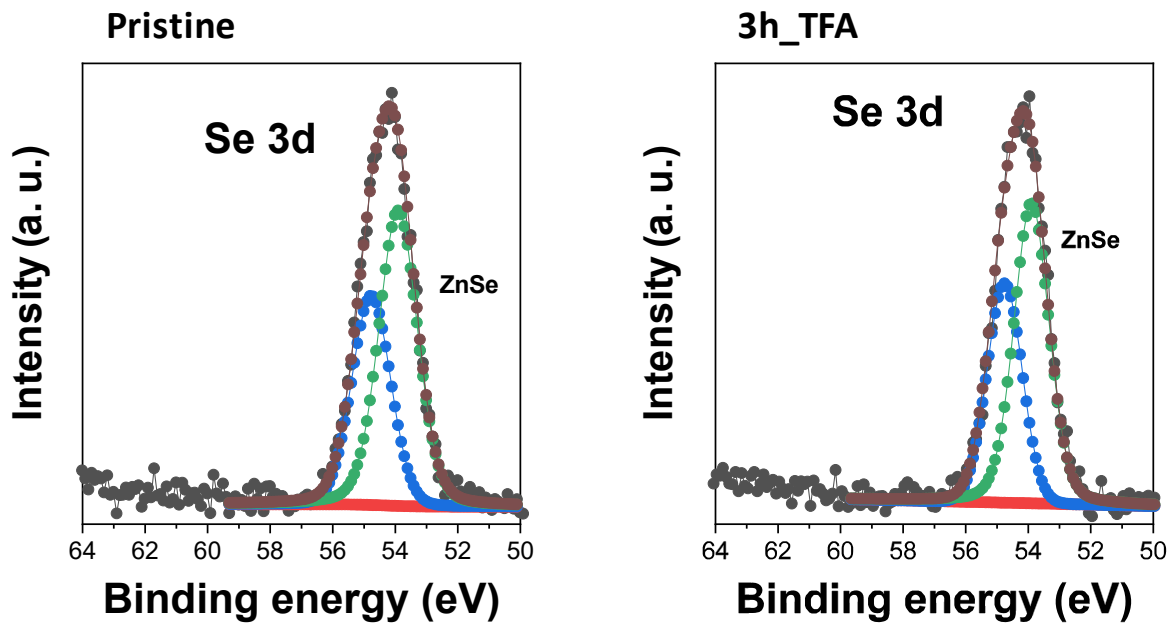 Pristine
3h_TFA
Se 3d
ZnSe
Intensity (a. u.)
64 62 60 58 56 54 52 50
Binding energy (eV)
Se 3d
ZnSe
Intensity (a. u.)
64 62 60 58 56 54 52 50
Binding energy (eV)